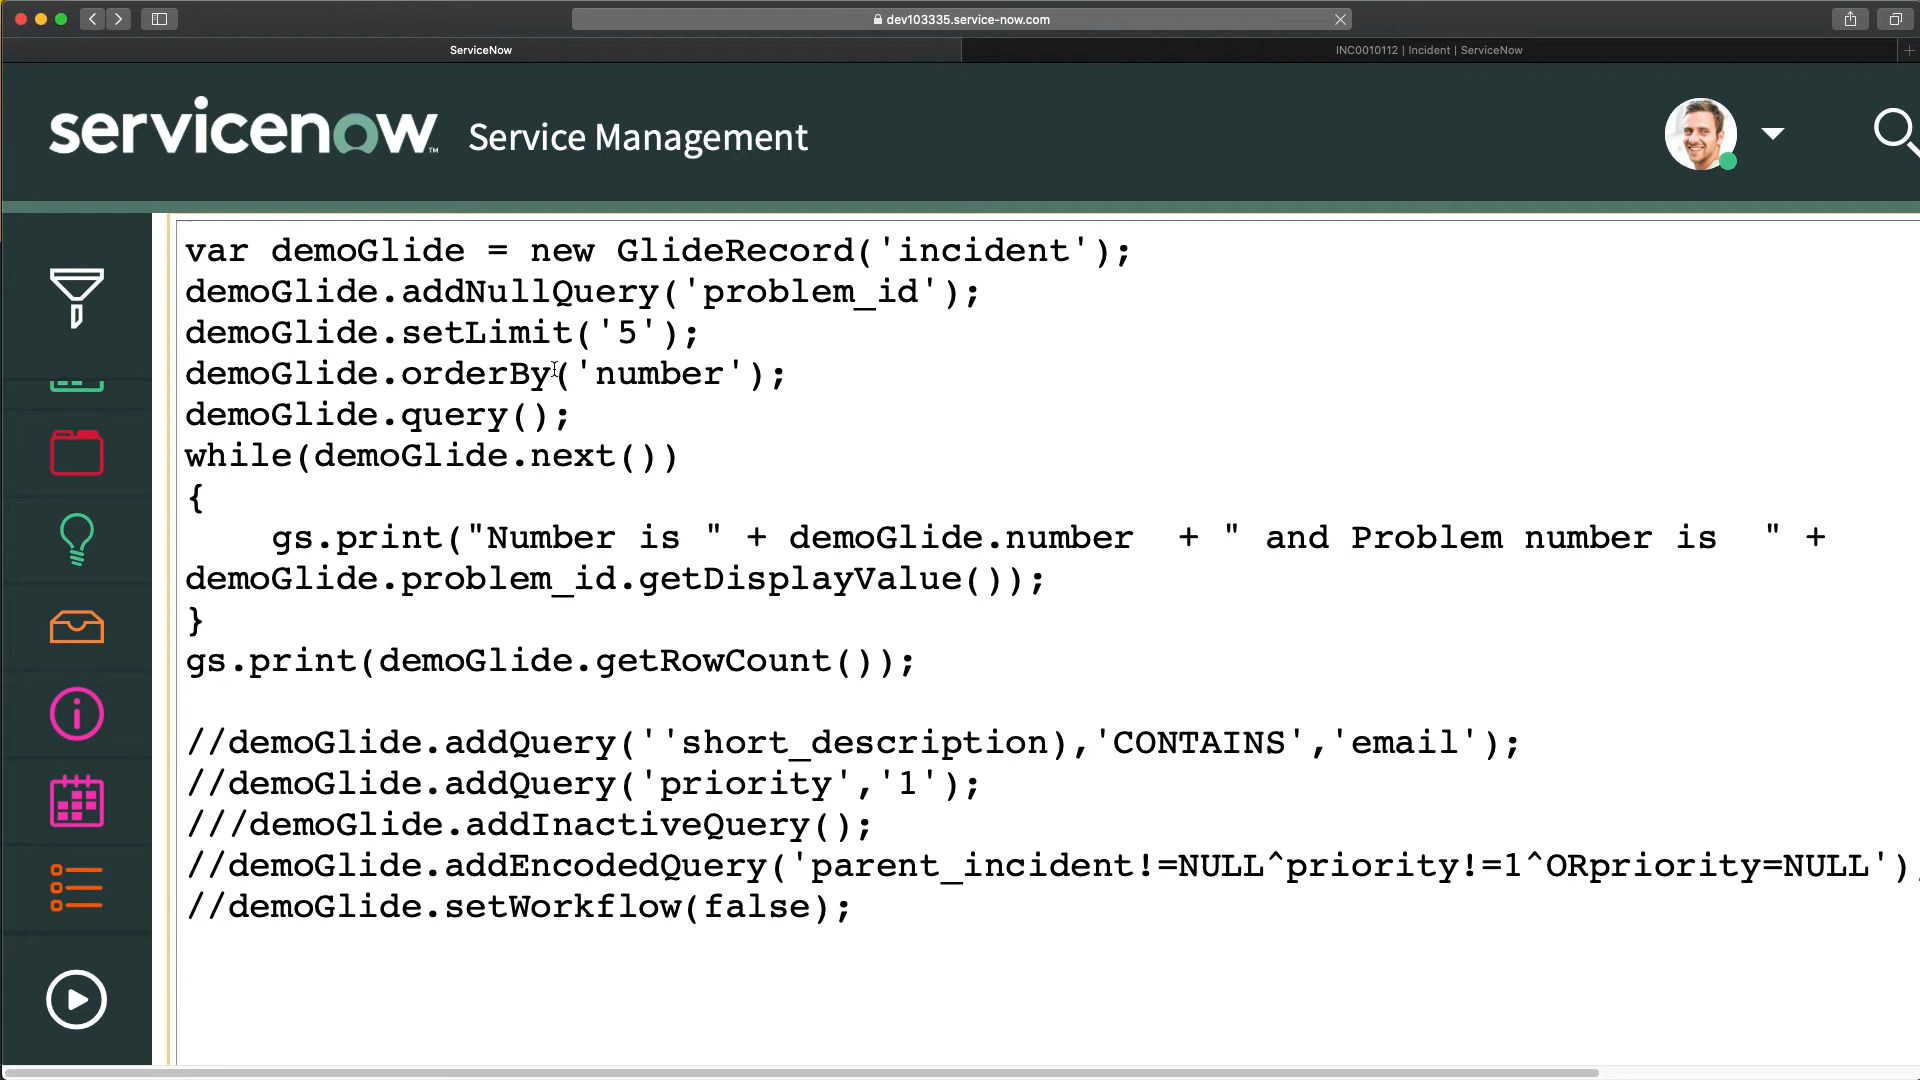 dev103335.service-now.com
ServiceNow
INC0010112 | Incident | ServiceNow
servicenow™ Service Management
var demoGlide = new GlideRecord('incident');
demoGlide.addNullQuery('problem_id');
demoGlide.setLimit('5');
demoGlide.orderBy('number');
demoGlide.query();
while(demoGlide.next())
{
    gs.print("Number is " + demoGlide.number  + " and Problem number is  " +
demoGlide.problem_id.getDisplayValue());
}
gs.print(demoGlide.getRowCount());
//demoGlide.addQuery(''short_description),'CONTAINS','email');
//demoGlide.addQuery('priority','1');
///demoGlide.addInactiveQuery();
//demoGlide.addEncodedQuery('parent_incident!=NULL^priority!=1^ORpriority=NULL');
//demoGlide.setWorkflow(false);